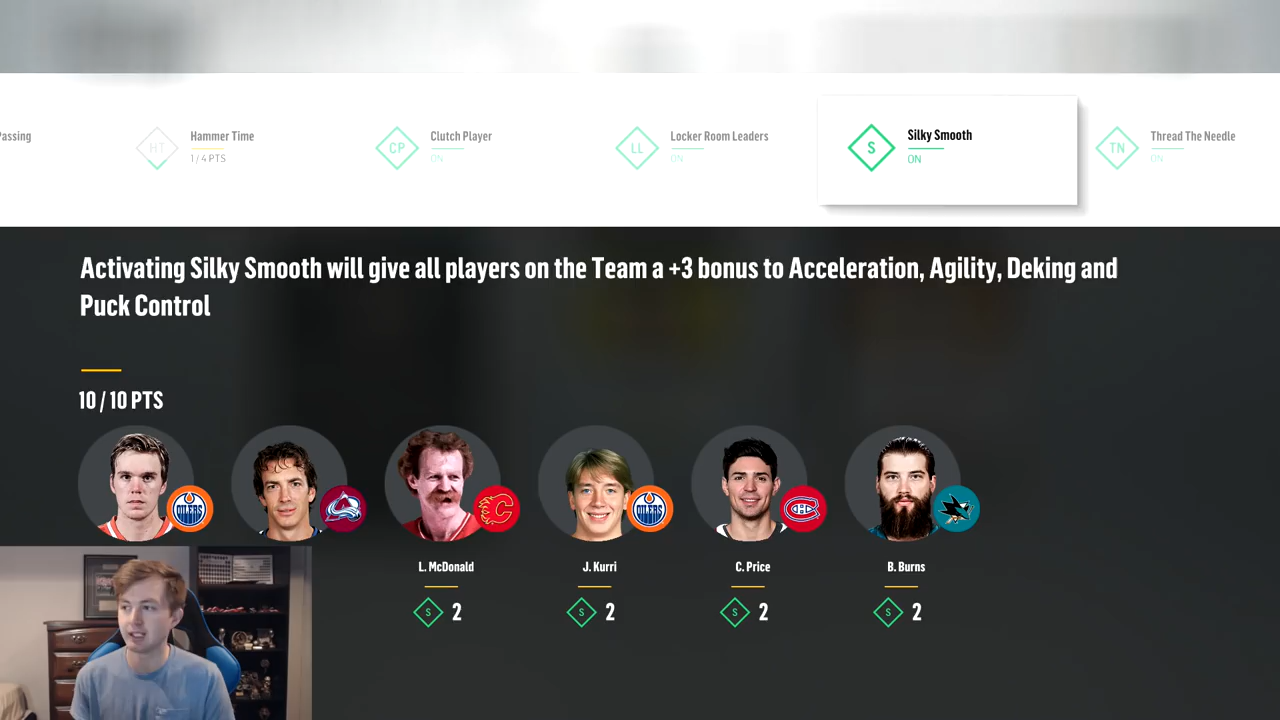 Passing
HT
Hammer Time
1 / 4 PTS
CP
Clutch Player
ON
LL
Locker Room Leaders
ON
S
Silky Smooth
ON
TN
Thread The Needle
ON
Activating Silky Smooth will give all players on the Team a +3 bonus to Acceleration, Agility, Deking and
Puck Control
10 / 10 PTS
OILERS
OILERS
L. McDonald
J. Kurri
C. Price
B. Burns
S 2
S 2
S 2
S 2